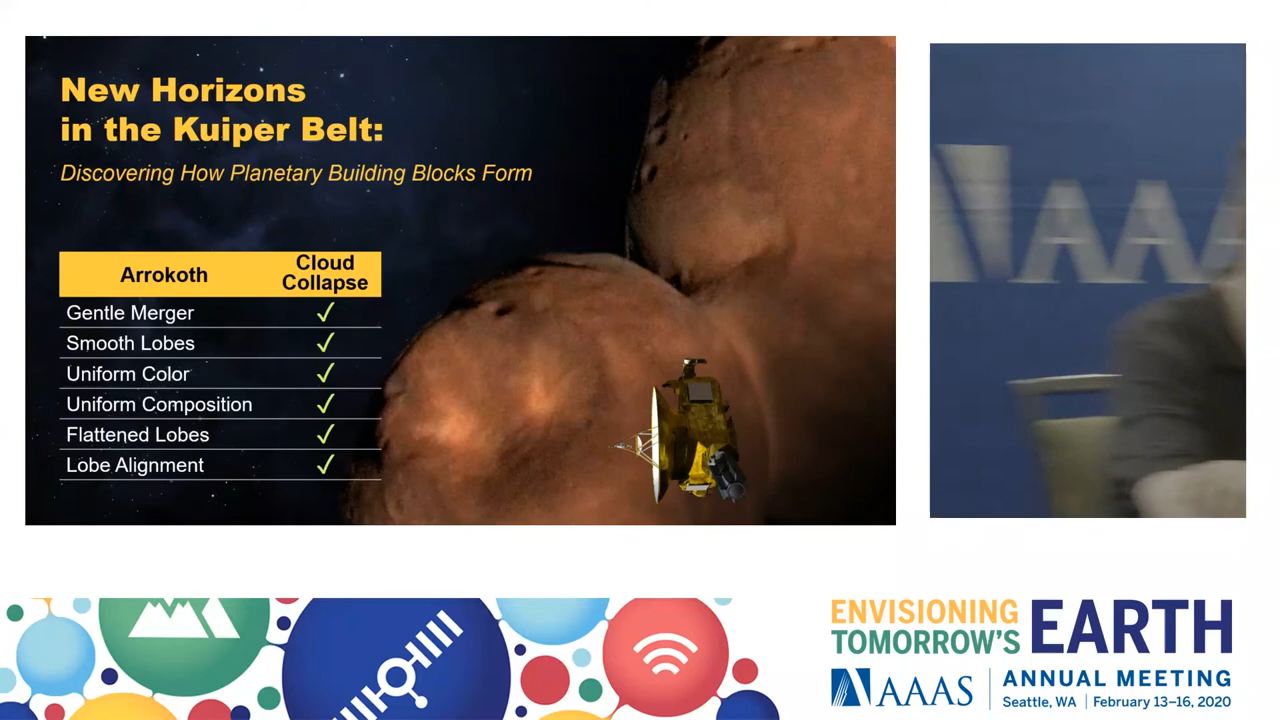 New Horizons
in the Kuiper Belt:
Discovering How Planetary Building Blocks Form
Arrokoth
Cloud
Collapse
Gentle Merger ✓
Smooth Lobes ✓
Uniform Color ✓
Uniform Composition ✓
Flattened Lobes ✓
Lobe Alignment ✓
AAA
ENVISIONING
TOMORROW'S
EARTH
AAAS
ANNUAL MEETING
Seattle, WA | February 13–16, 2020